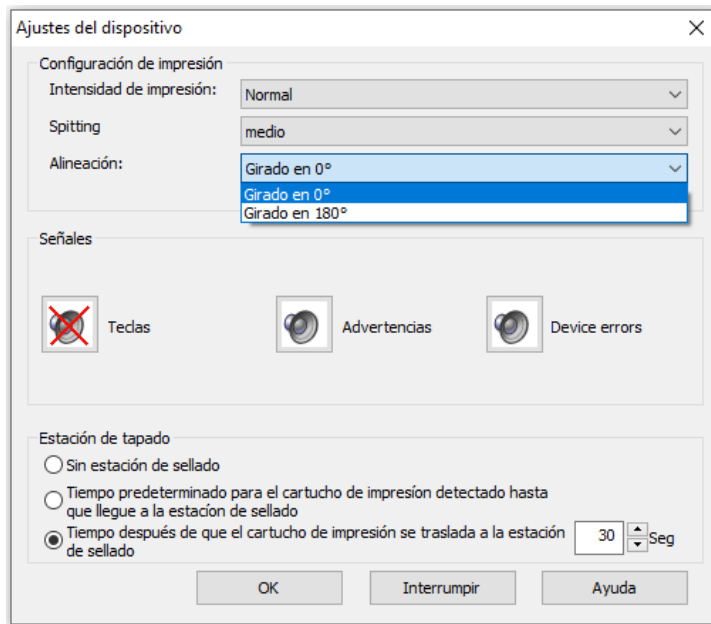 Ajustes del dispositivo
Configuración de impresión
Intensidad de impresión:
Normal
Spitting
medio
Alineación:
Girado en 0°
Girado en 0°
Girado en 180°
Señales
Teclas
Advertencias
Device errors
Estación de tapado
Sin estación de sellado
Tiempo predeterminado para el cartucho de impresíon detectado hasta
que llegue a la estacíon de sellado
Tiempo después de que el cartucho de impresión se traslada a la estación
de sellado
30
Seg
OK
Interrumpir
Ayuda